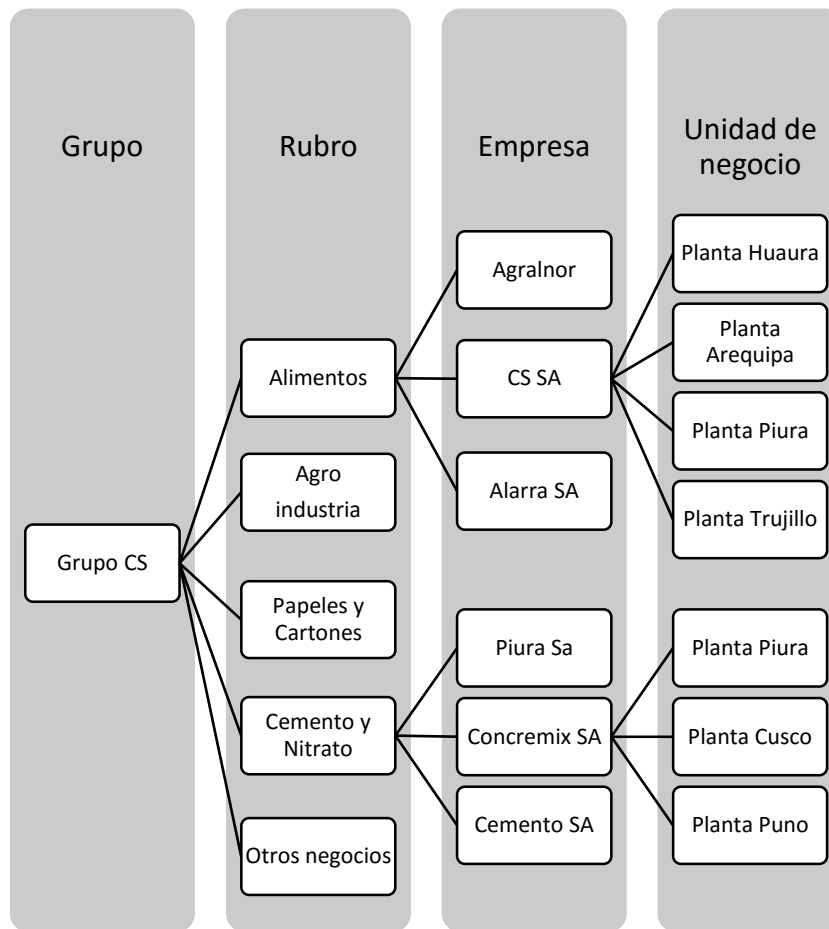 Grupo
Rubro
Empresa
Unidad de
negocio
Grupo CS
Alimentos
Agro
industria
Papeles y
Cartones
Cemento y
Nitrato
Otros negocios
Agralnor
CS SA
Alarra SA
Piura Sa
Concremix SA
Cemento SA
Planta Huaura
Planta
Arequipa
Planta Piura
Planta Trujillo
Planta Piura
Planta Cusco
Planta Puno